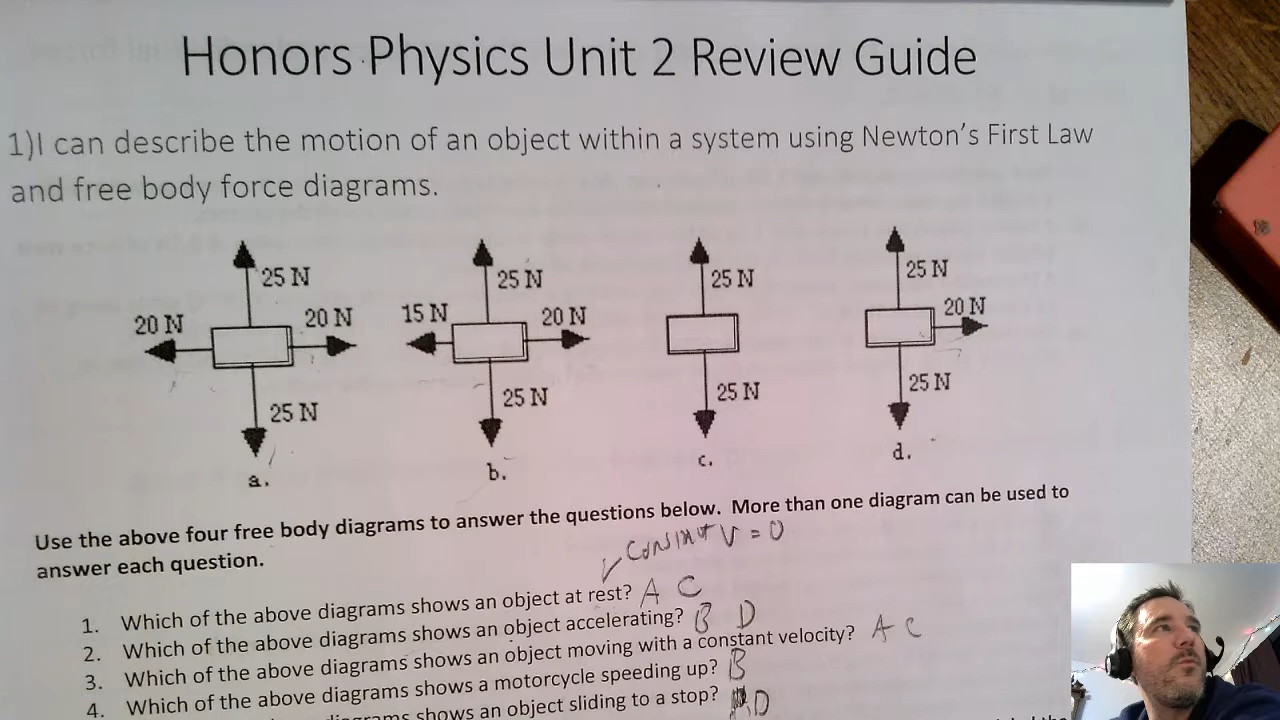 Honors Physics Unit 2 Review Guide
1)I can describe the motion of an object within a system using Newton's First Law
and free body force diagrams.
25 N 25 N 25 N 25 N
20 N 20 N 15 N 20 N 20 N
25 N 25 N 25 N 25 N
a. b. c. d.
Use the above four free body diagrams to answer the questions below. More than one diagram can be used to
answer each question.
V = 0
1. Which of the above diagrams shows an object at rest? A C
2. Which of the above diagrams shows an object accelerating? B D
3. Which of the above diagrams shows an object moving with a constant velocity? A C
4. Which of the above diagrams shows a motorcycle speeding up? B
diagrams shows an object sliding to a stop? D